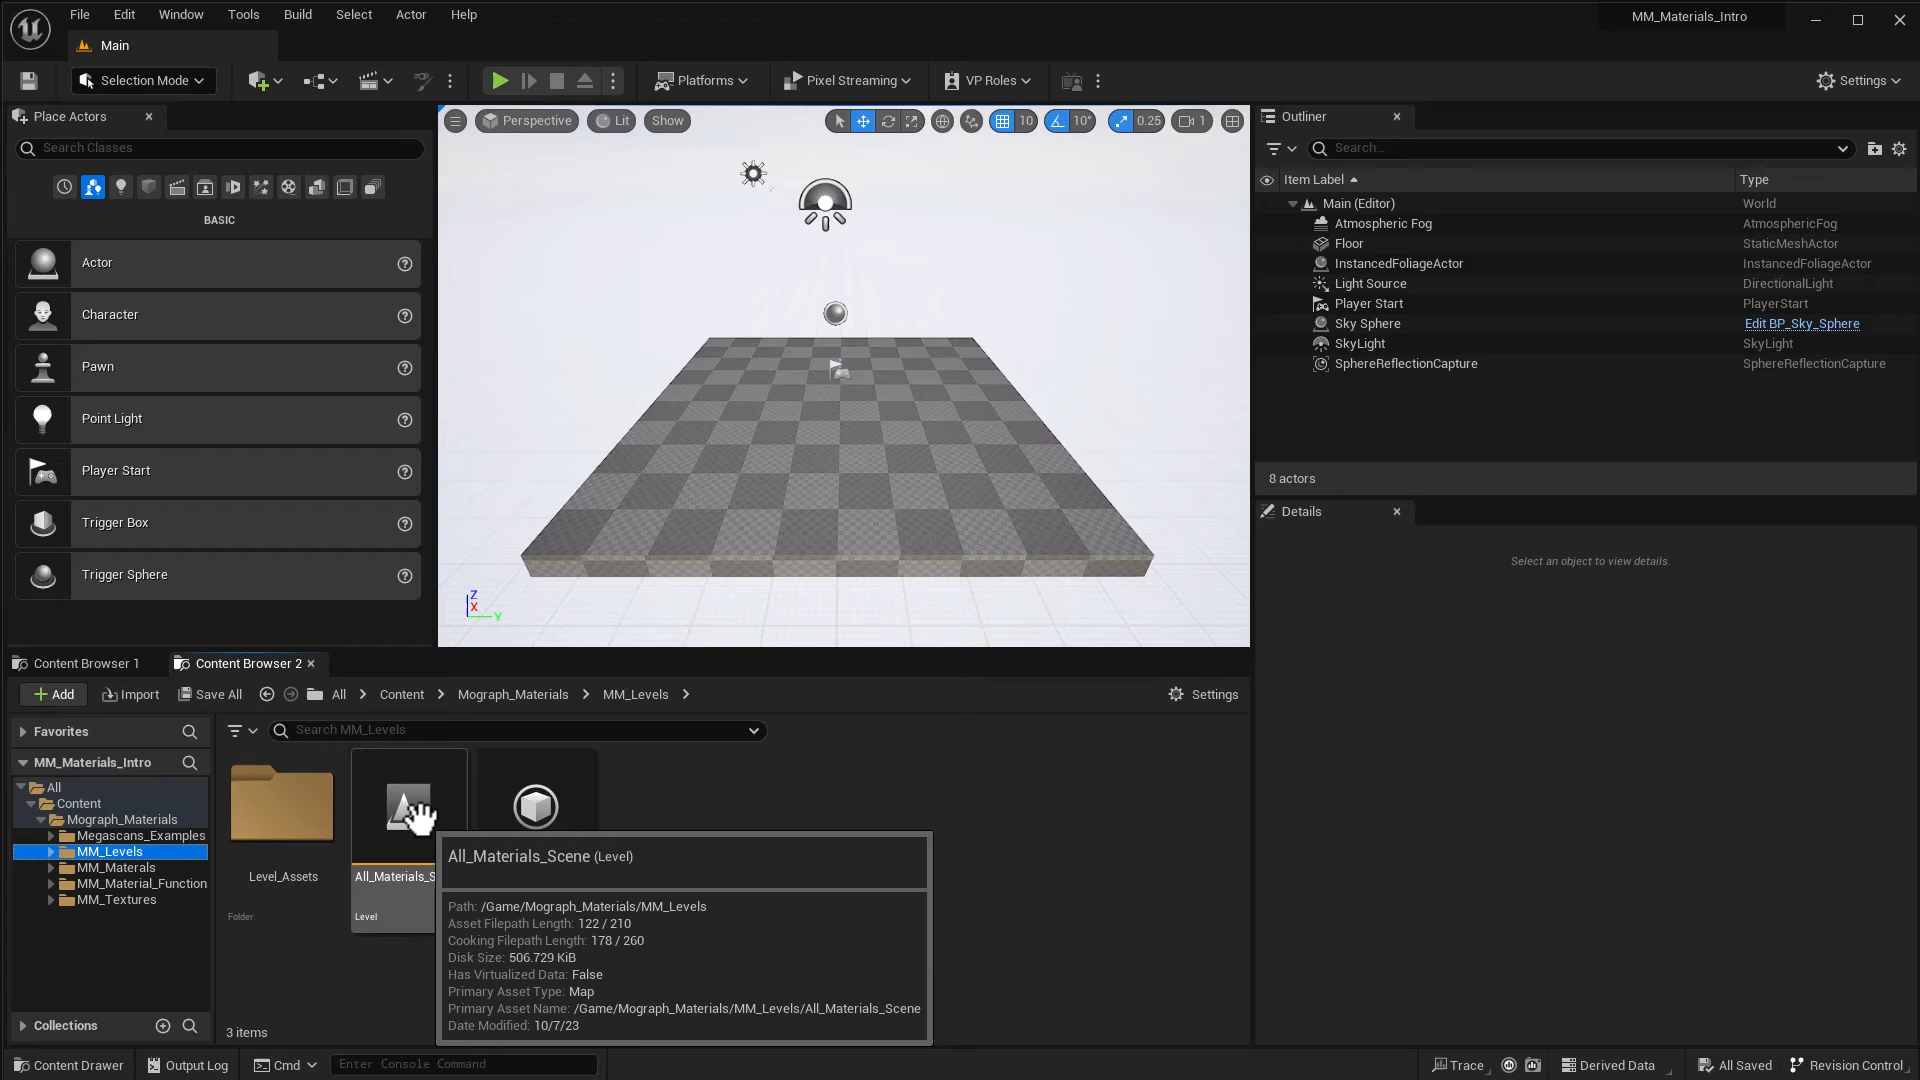 File Edit Window Tools Build Select Actor Help
MM_Materials_Intro
Main
Selection Mode
Platforms
Pixel Streaming
VP Roles
Settings
Place Actors
Search Classes
BASIC
Actor
Character
Pawn
Point Light
Player Start
Trigger Box
Trigger Sphere
Perspective Lit Show
10 10° 0.25 1
Z
X
Y
Outliner
Search...
Item Label Type
Main (Editor) World
Atmospheric Fog AtmosphericFog
Floor StaticMeshActor
InstancedFoliageActor InstancedFoliageActor
Light Source DirectionalLight
Player Start PlayerStart
Sky Sphere Edit BP_Sky_Sphere
SkyLight SkyLight
SphereReflectionCapture SphereReflectionCapture
8 actors
Details
Select an object to view details.
Content Browser 1 Content Browser 2
Add Import Save All All Content Mograph_Materials MM_Levels Settings
Favorites
Search MM_Levels
MM_Materials_Intro
All
Content
Mograph_Materials
Megascans_Examples
MM_Levels
MM_Materals
MM_Material_Function
MM_Textures
Collections
Level_Assets
Folder
All_Materials_S
Level
3 items
All_Materials_Scene (Level)
Path: /Game/Mograph_Materials/MM_Levels
Asset Filepath Length: 122 / 210
Cooking Filepath Length: 178 / 260
Disk Size: 506.729 KiB
Has Virtualized Data: False
Primary Asset Type: Map
Primary Asset Name: /Game/Mograph_Materials/MM_Levels/All_Materials_Scene
Date Modified: 10/7/23
Content Drawer Output Log Cmd Enter Console Command Trace Derived Data All Saved Revision Control